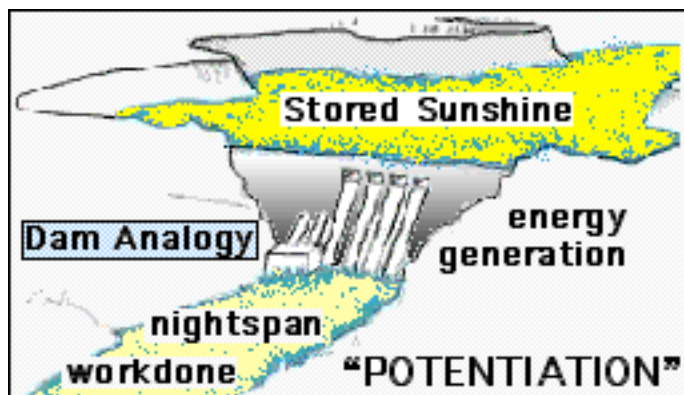 Stored Sunshine
Dam Analogy
energy
generation
nightspan
workdone
“POTENTIATION”